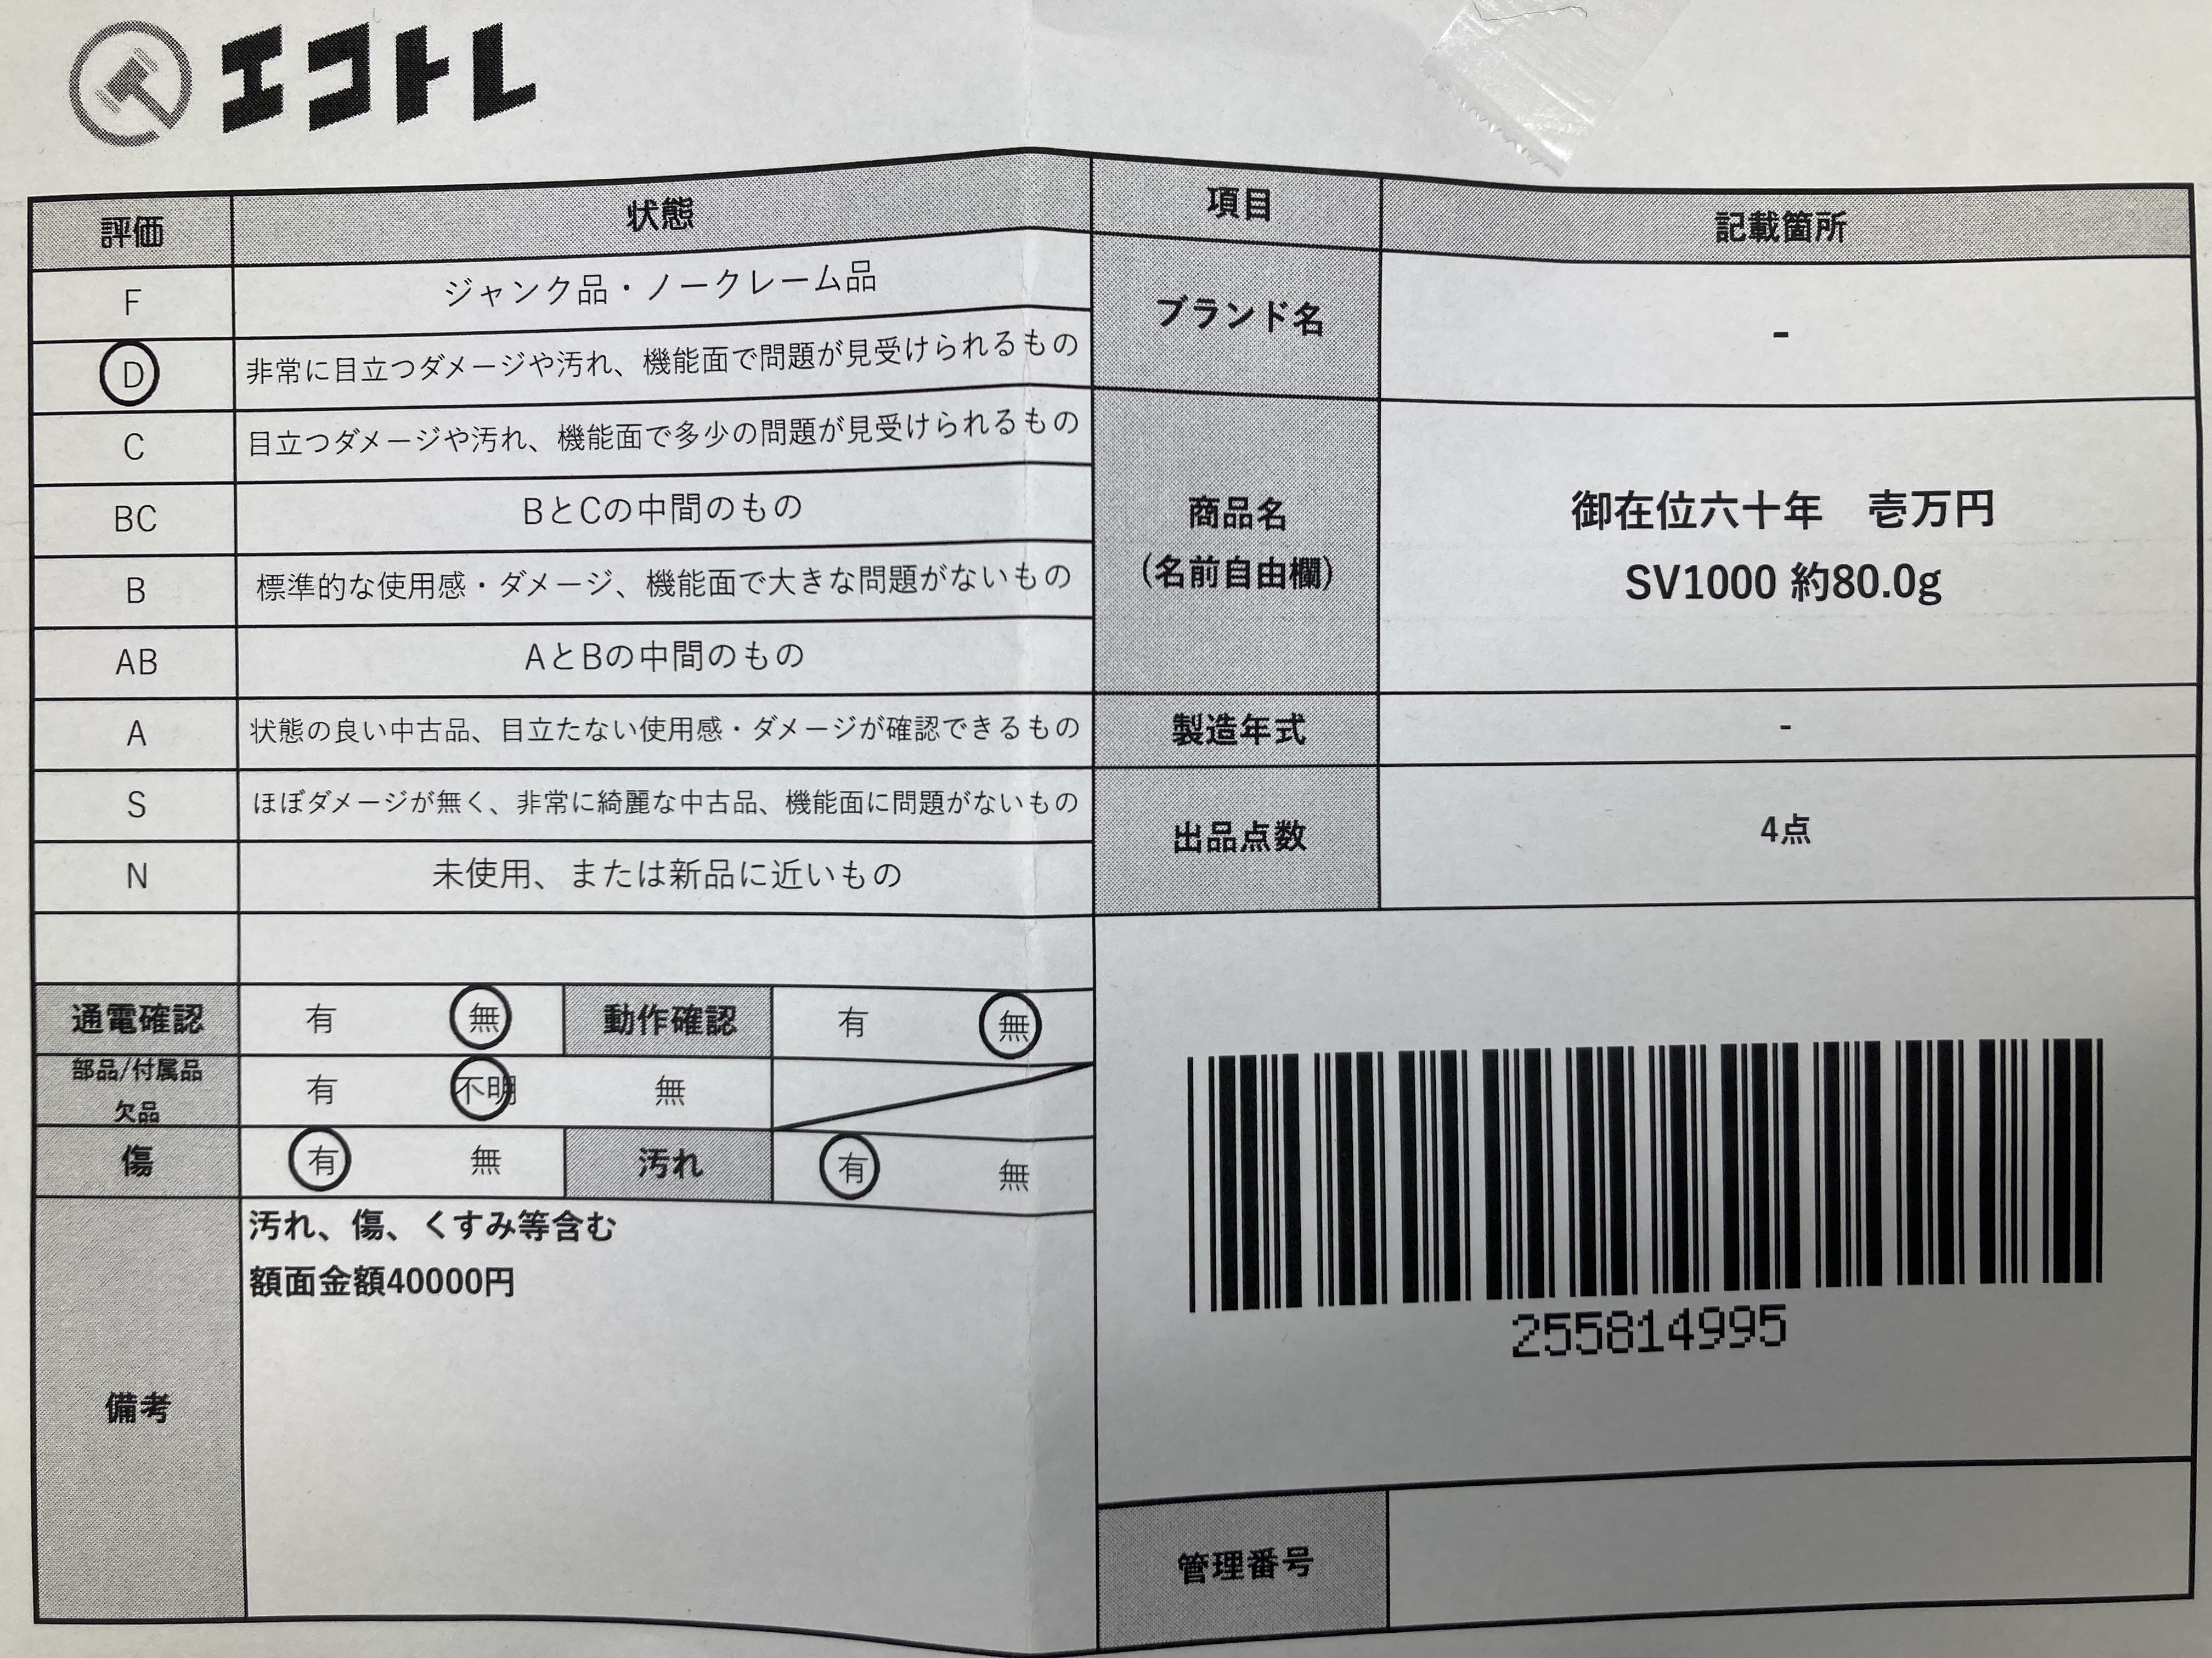 エコトレ
評価 状態
F ジャンク品・ノークレーム品
D 非常に目立つダメージや汚れ、機能面で問題が見受けられるもの
C 目立つダメージや汚れ、機能面で多少の問題が見受けられるもの
BC BとCの中間のもの
B 標準的な使用感・ダメージ、機能面で大きな問題がないもの
AB AとBの中間のもの
A 状態の良い中古品、目立たない使用感・ダメージが確認できるもの
S ほぼダメージが無く、非常に綺麗な中古品、機能面に問題がないもの
N 未使用、または新品に近いもの
通電確認 有 無 動作確認 有 無
部品/付属品
欠品 有 不明 無
傷 有 無 汚れ 有 無
備考
汚れ、傷、くすみ等含む
額面金額40000円
項目 記載箇所
ブランド名 -
商品名
(名前自由欄)
御在位六十年 壱万円
SV1000 約80.0g
製造年式 -
出品点数 4点
255814995
管理番号